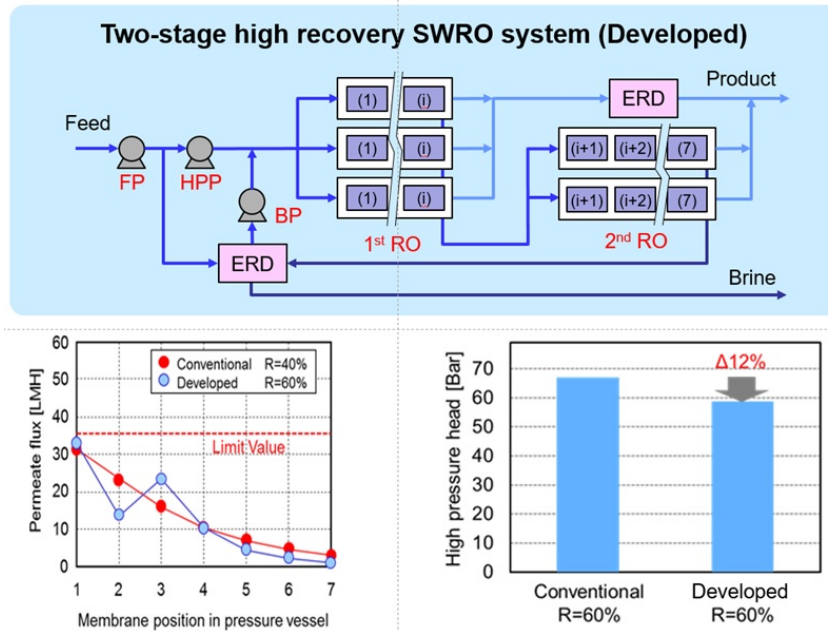 Two-stage high recovery SWRO system (Developed)
Feed
FP
HPP
BP
ERD
(1)
(i)
(1)
(i)
(1)
(i)
1st RO
ERD
Product
(i+1) (i+2) (7)
(i+1) (i+2) (7)
2nd RO
Brine
Permeate flux [LMH]
60
50
40
30
20
10
0
Conventional R=40%
Developed R=60%
Limit Value
1 2 3 4 5 6 7
Membrane position in pressure vessel
High pressure head [Bar]
70
60
50
40
30
20
10
0
Δ12%
Conventional
R=60%
Developed
R=60%